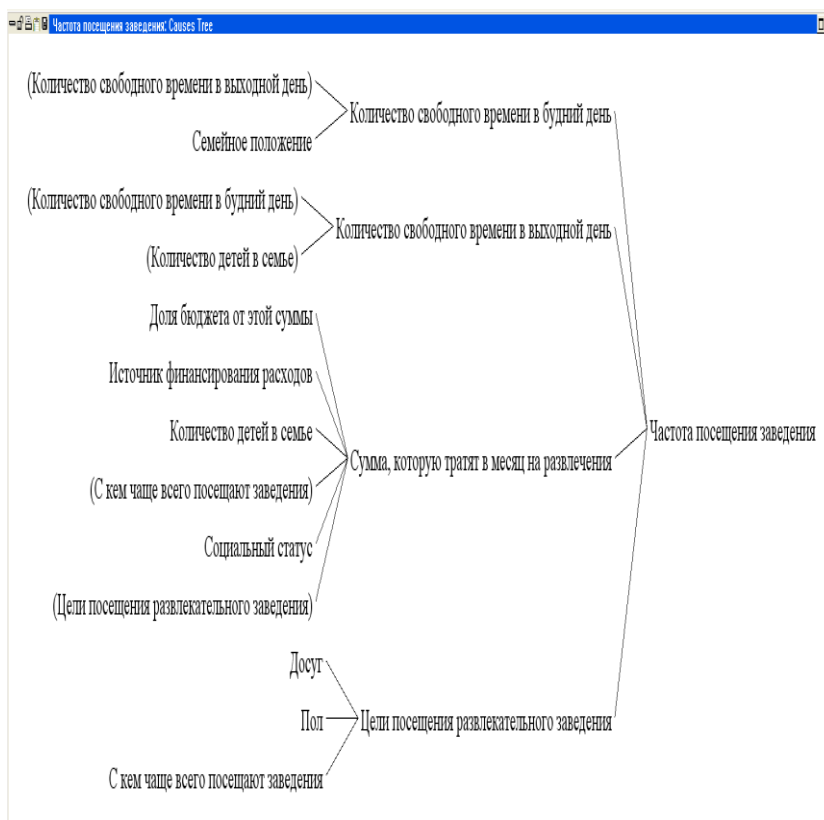 Частота посещения заведения: Causes Tree
(Количество свободного времени в выходной день)
Количество свободного времени в будний день
Семейное положение
(Количество свободного времени в будний день)
Количество свободного времени в выходной день
(Количество детей в семье)
Доля бюджета от этой суммы
Источник финансирования расходов
Количество детей в семье
Частота посещения заведения
Сумма, которую тратят в месяц на развлечения
(С кем чаще всего посещают заведения)
Социальный статус
(Цели посещения развлекательного заведения)
Досуг
Пол
Цели посещения развлекательного заведения
С кем чаще всего посещают заведения